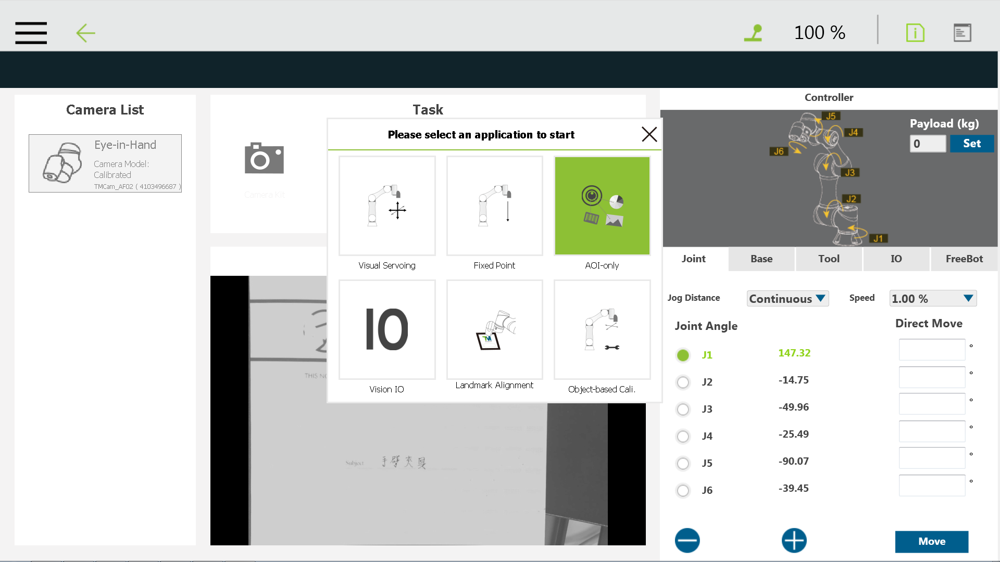 100 %
Camera List
Eye-in-Hand
Camera Model:
Calibrated
TMCam_AF02 ( 4103496687 )
Task
Camera Kit
Please select an application to start
Visual Servoing
Fixed Point
AOI-only
IO
Vision IO
TM
Landmark Alignment
Object-based Cali.
THIS NO
Subject 手臂夾具
Controller
J5
J4
J6
J3
J2
J1
Payload (kg)
0 Set
Joint Base Tool IO FreeBot
Jog Distance Continuous Speed 1.00 %
Joint Angle Direct Move
J1 147.32 °
J2 -14.75 °
J3 -49.96 °
J4 -25.49 °
J5 -90.07 °
J6 -39.45 °
Move